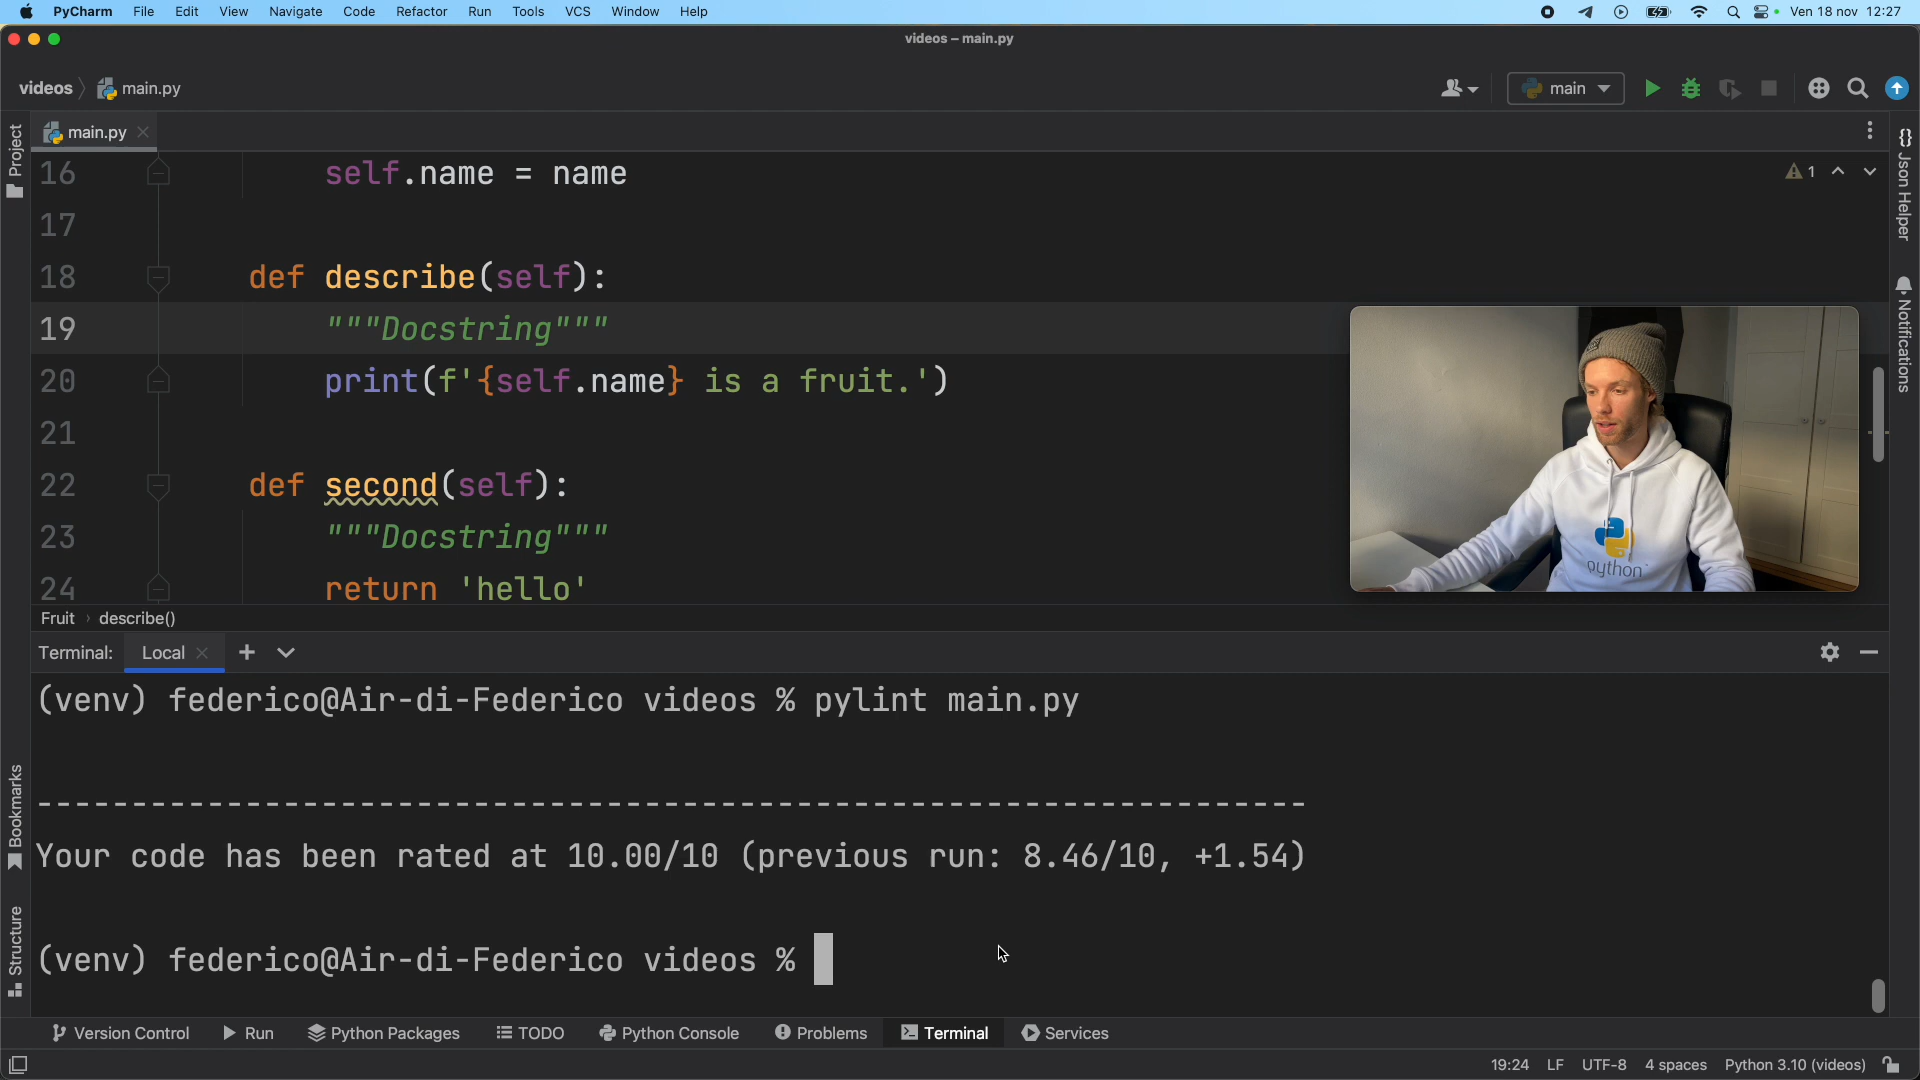 PyCharm File Edit View Navigate Code Refactor Run Tools VCS Window Help Ven 18 nov 12:27
videos – main.py
videos main.py main
Project
main.py
16 self.name = name
1
17
18 def describe(self):
19 """Docstring"""
20 print(f'{self.name} is a fruit.')
21
22 def second(self):
23 """Docstring"""
24 return 'hello'
python
{} Json Helper
Notifications
Fruit › describe()
Terminal: Local
(venv) federico@Air-di-Federico videos % pylint main.py
--------------------------------------------------------------------
Your code has been rated at 10.00/10 (previous run: 8.46/10, +1.54)
(venv) federico@Air-di-Federico videos %
Bookmarks
Structure
Version Control Run Python Packages TODO Python Console Problems Terminal Services
19:24 LF UTF-8 4 spaces Python 3.10 (videos)